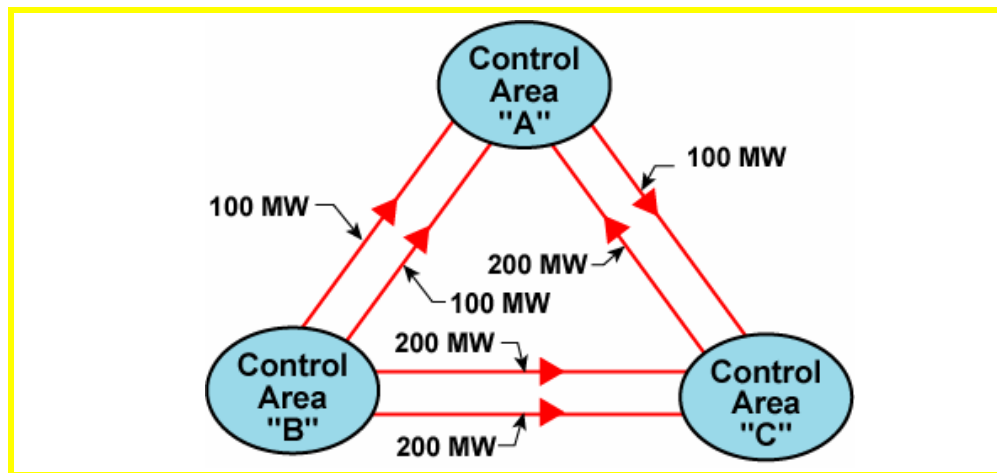 Control
Area
"A"
100 MW
100 MW
200 MW
100 MW
200 MW
Control
Area
"B"
Control
Area
"C"
200 MW